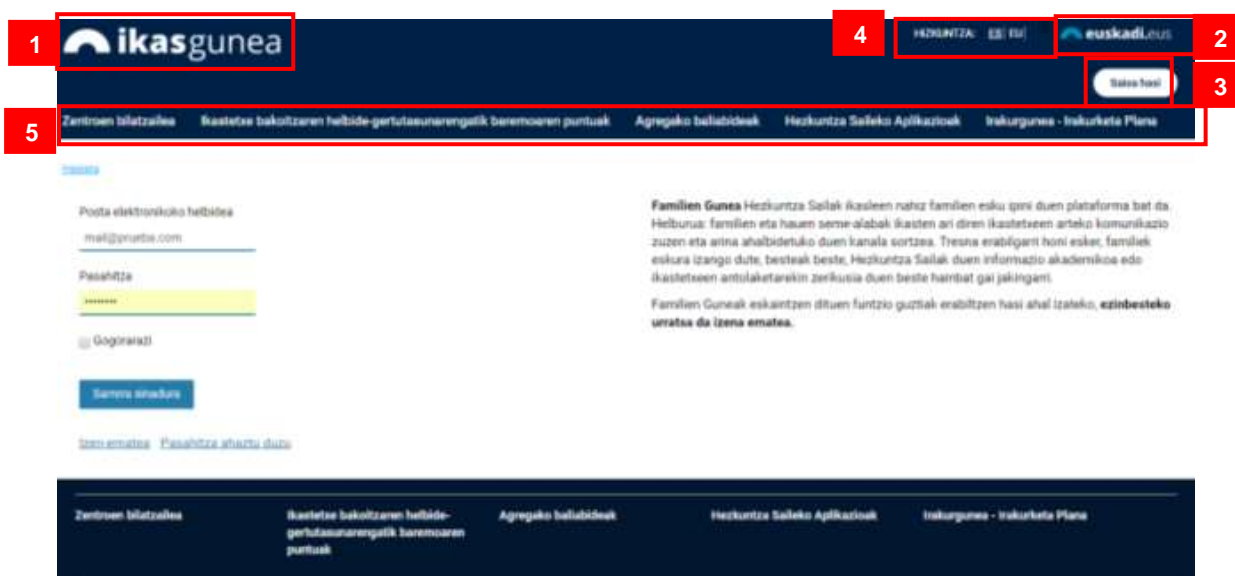 1
ikasgunea
4
HIZKUNTZA: ES EU
euskadi.eus
2
Saioa hasi
3
5
Zentroen bilatzailea
Ikastetxe bakoitzaren helbide-gertutasunarengatik baremoaren puntuak
Agregako baliabideak
Hezkuntza Saileko Aplikazioak
Irakurgunea - Irakurketa Plana
Hasiera
Posta elektronikoko helbidea
mail@prueba.com
Pasahitza
Gogorarazi
Sarrera sinadura
Izen ematea
Pasahitza ahaztu duzu
Familien Gunea Hezkuntza Sailak ikasleen nahiz familien esku ipini duen plataforma bat da.
Helburua: familien eta hauen seme-alabak ikasten ari diren ikastetxeen arteko komunikazio
zuzen eta arina ahalbidetuko duen kanala sortzea. Tresna erabilgarri honi esker, familiek
eskura izango dute, besteak beste, Hezkuntza Sailak duen informazio akademikoa edo
ikastetxeen antolaketarekin zerikusia duen beste hainbat gai jakingarri.
Familien Guneak eskaintzen dituen funtzio guztiak erabiltzen hasi ahal izateko, ezinbesteko
urratsa da izena ematea.
Zentroen bilatzailea
Ikastetxe bakoitzaren helbide-
gertutasunarengatik baremoaren
puntuak
Agregako baliabideak
Hezkuntza Saileko Aplikazioak
Irakurgunea - Irakurketa Plana